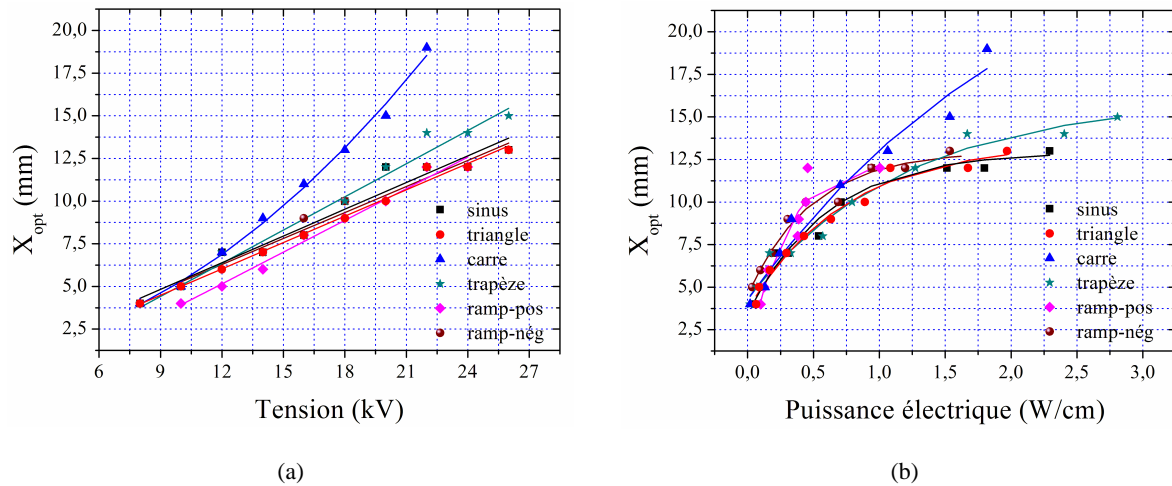 20,0
17,5
15,0
12,5
10,0
7,5
5,0
2,5
X_opt (mm)
sinus
triangle
carre
trapèze
ramp-pos
ramp-nég
6 9 12 15 18 21 24 27
Tension (kV)
(a)
20,0
17,5
15,0
12,5
10,0
7,5
5,0
2,5
X_opt (mm)
sinus
triangle
carre
trapèze
ramp-pos
ramp-nég
0,0 0,5 1,0 1,5 2,0 2,5 3,0
Puissance électrique (W/cm)
(b)